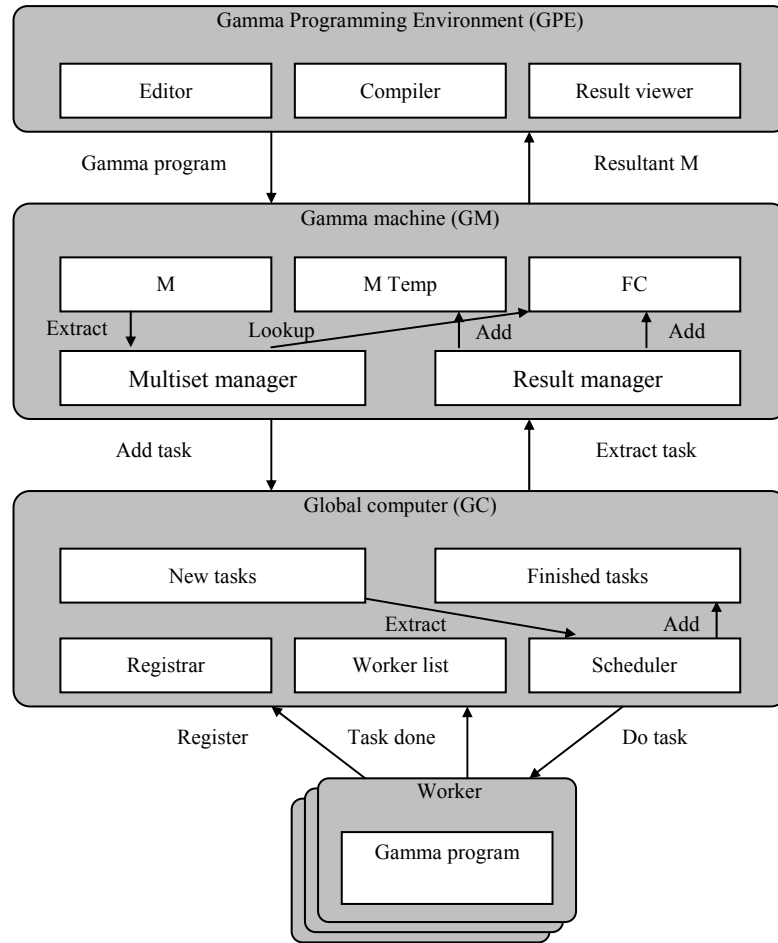 Gamma Programming Environment (GPE)
Editor
Compiler
Result viewer
Gamma program
Resultant M
Gamma machine (GM)
M
M Temp
FC
Extract
Lookup
Add
Add
Multiset manager
Result manager
Add task
Extract task
Global computer (GC)
New tasks
Finished tasks
Extract
Add
Registrar
Worker list
Scheduler
Register
Task done
Do task
Worker
Gamma program